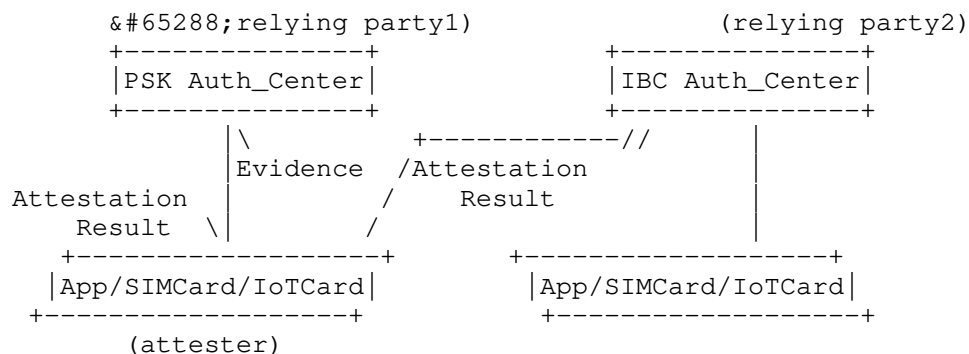 &#65288;relying party1) (relying party2)
PSK Auth_Center IBC Auth_Center
Evidence Attestation
Attestation Result
Result
App/SIMCard/IoTCard App/SIMCard/IoTCard
(attester)